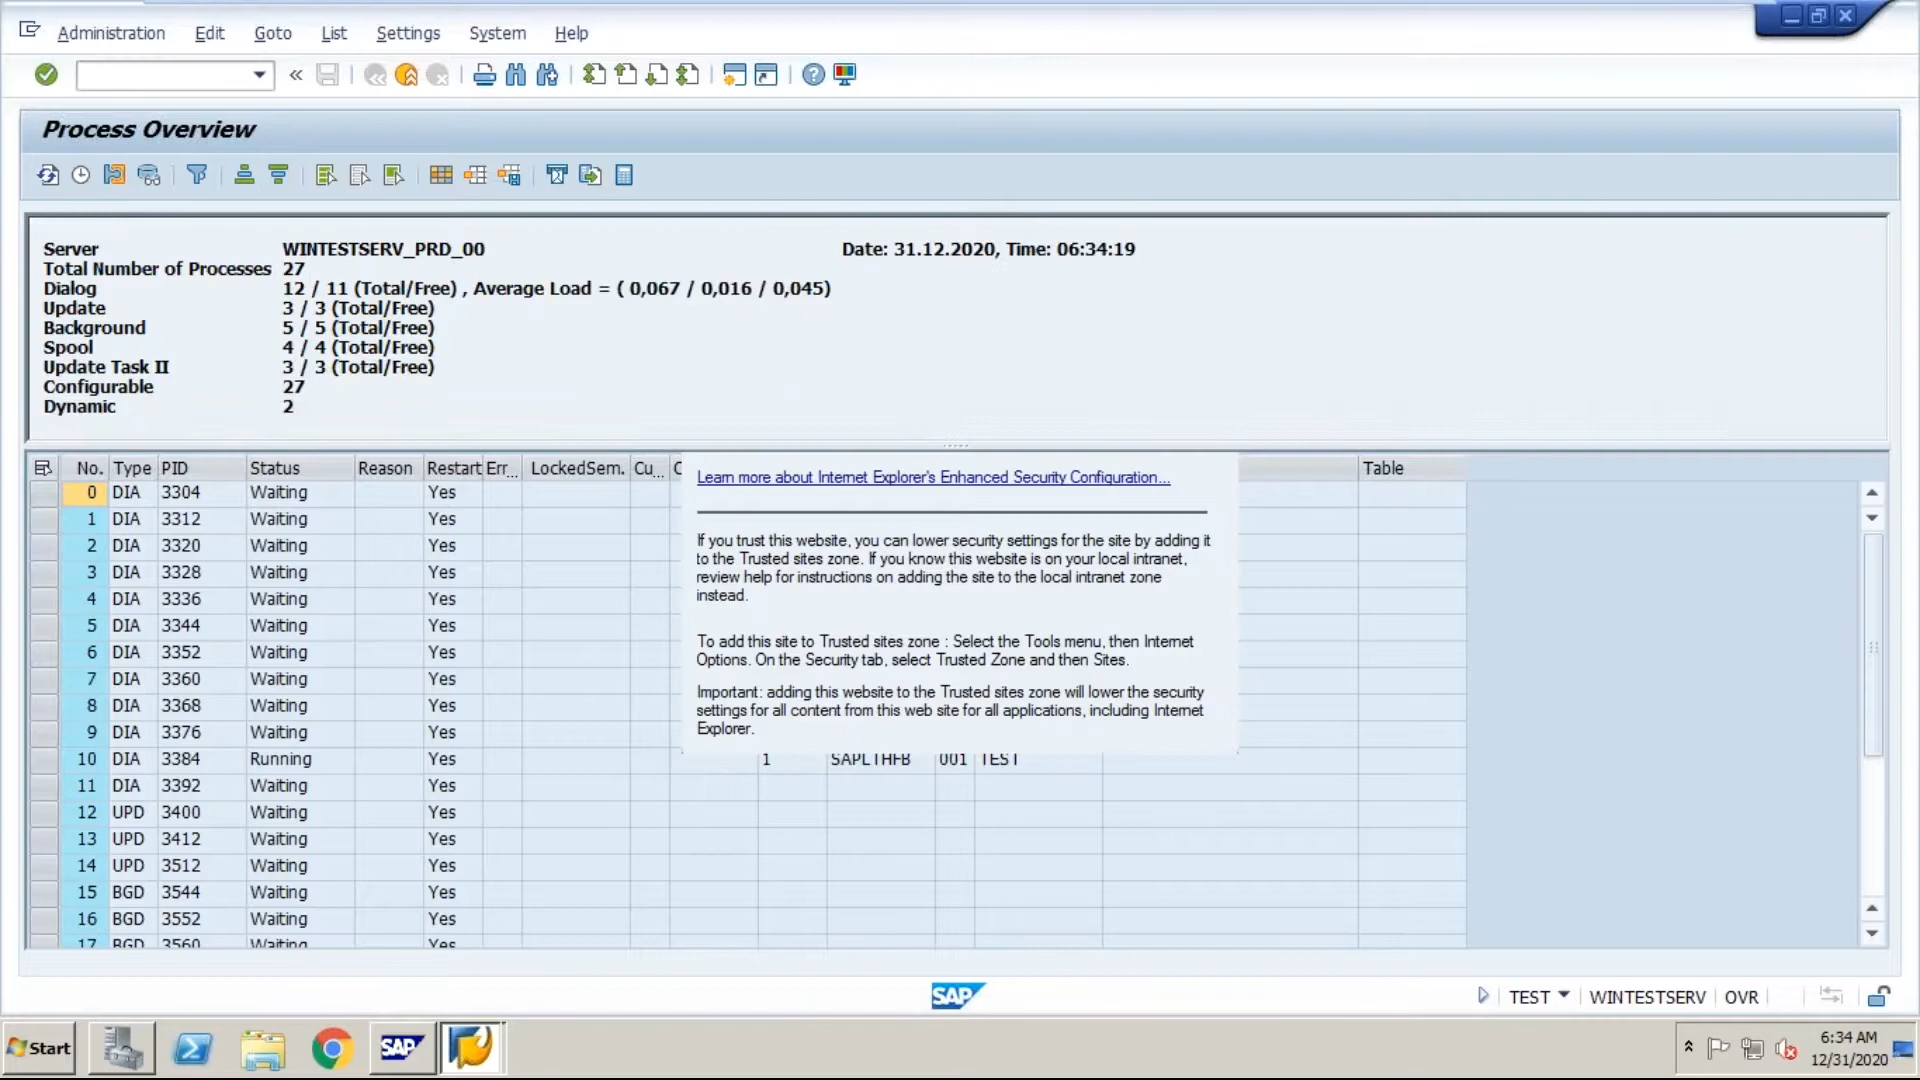 Administration Edit Goto List Settings System Help
Process Overview
Server WINTESTSERV_PRD_00 Date: 31.12.2020, Time: 06:34:19
Total Number of Processes 27
Dialog 12 / 11 (Total/Free) , Average Load = ( 0,067 / 0,016 / 0,045)
Update 3 / 3 (Total/Free)
Background 5 / 5 (Total/Free)
Spool 4 / 4 (Total/Free)
Update Task II 3 / 3 (Total/Free)
Configurable 27
Dynamic 2
No. Type PID Status Reason Restart Err... LockedSem. Cu... C Table
0 DIA 3304 Waiting Yes
1 DIA 3312 Waiting Yes
2 DIA 3320 Waiting Yes
3 DIA 3328 Waiting Yes
4 DIA 3336 Waiting Yes
5 DIA 3344 Waiting Yes
6 DIA 3352 Waiting Yes
7 DIA 3360 Waiting Yes
8 DIA 3368 Waiting Yes
9 DIA 3376 Waiting Yes
10 DIA 3384 Running Yes 1 SAPLTHFB 001 TEST
11 DIA 3392 Waiting Yes
12 UPD 3400 Waiting Yes
13 UPD 3412 Waiting Yes
14 UPD 3512 Waiting Yes
15 BGD 3544 Waiting Yes
16 BGD 3552 Waiting Yes
17 BGD 3560 Waiting Yes
Learn more about Internet Explorer's Enhanced Security Configuration...
If you trust this website, you can lower security settings for the site by adding it
to the Trusted sites zone. If you know this website is on your local intranet,
review help for instructions on adding the site to the local intranet zone
instead.
To add this site to Trusted sites zone : Select the Tools menu, then Internet
Options. On the Security tab, select Trusted Zone and then Sites.
Important: adding this website to the Trusted sites zone will lower the security
settings for all content from this web site for all applications, including Internet
Explorer.
SAP
TEST WINTESTSERV OVR
Start
SAP
6:34 AM
12/31/2020